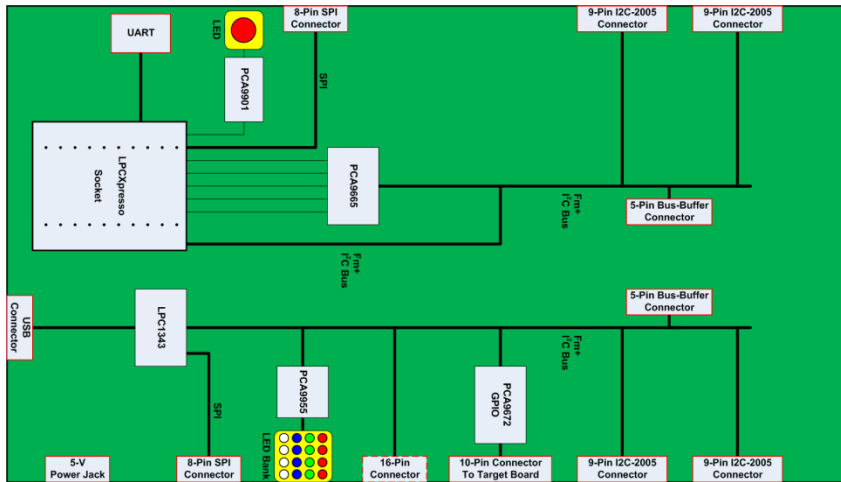 UART
LED
8-Pin SPI
Connector
9-Pin I2C-2005
Connector
9-Pin I2C-2005
Connector
PCA9901
SPI
LPCXpresso
Socket
PCA9665
Fm+
I²C Bus
5-Pin Bus-Buffer
Connector
Fm+
I²C Bus
USB
Connector
LPC1343
5-Pin Bus-Buffer
Connector
Fm+
I²C Bus
SPI
PCA9955
PCA9672
GPIO
LED Bank
5-V
Power Jack
8-Pin SPI
Connector
16-Pin
Connector
10-Pin Connector
To Target Board
9-Pin I2C-2005
Connector
9-Pin I2C-2005
Connector